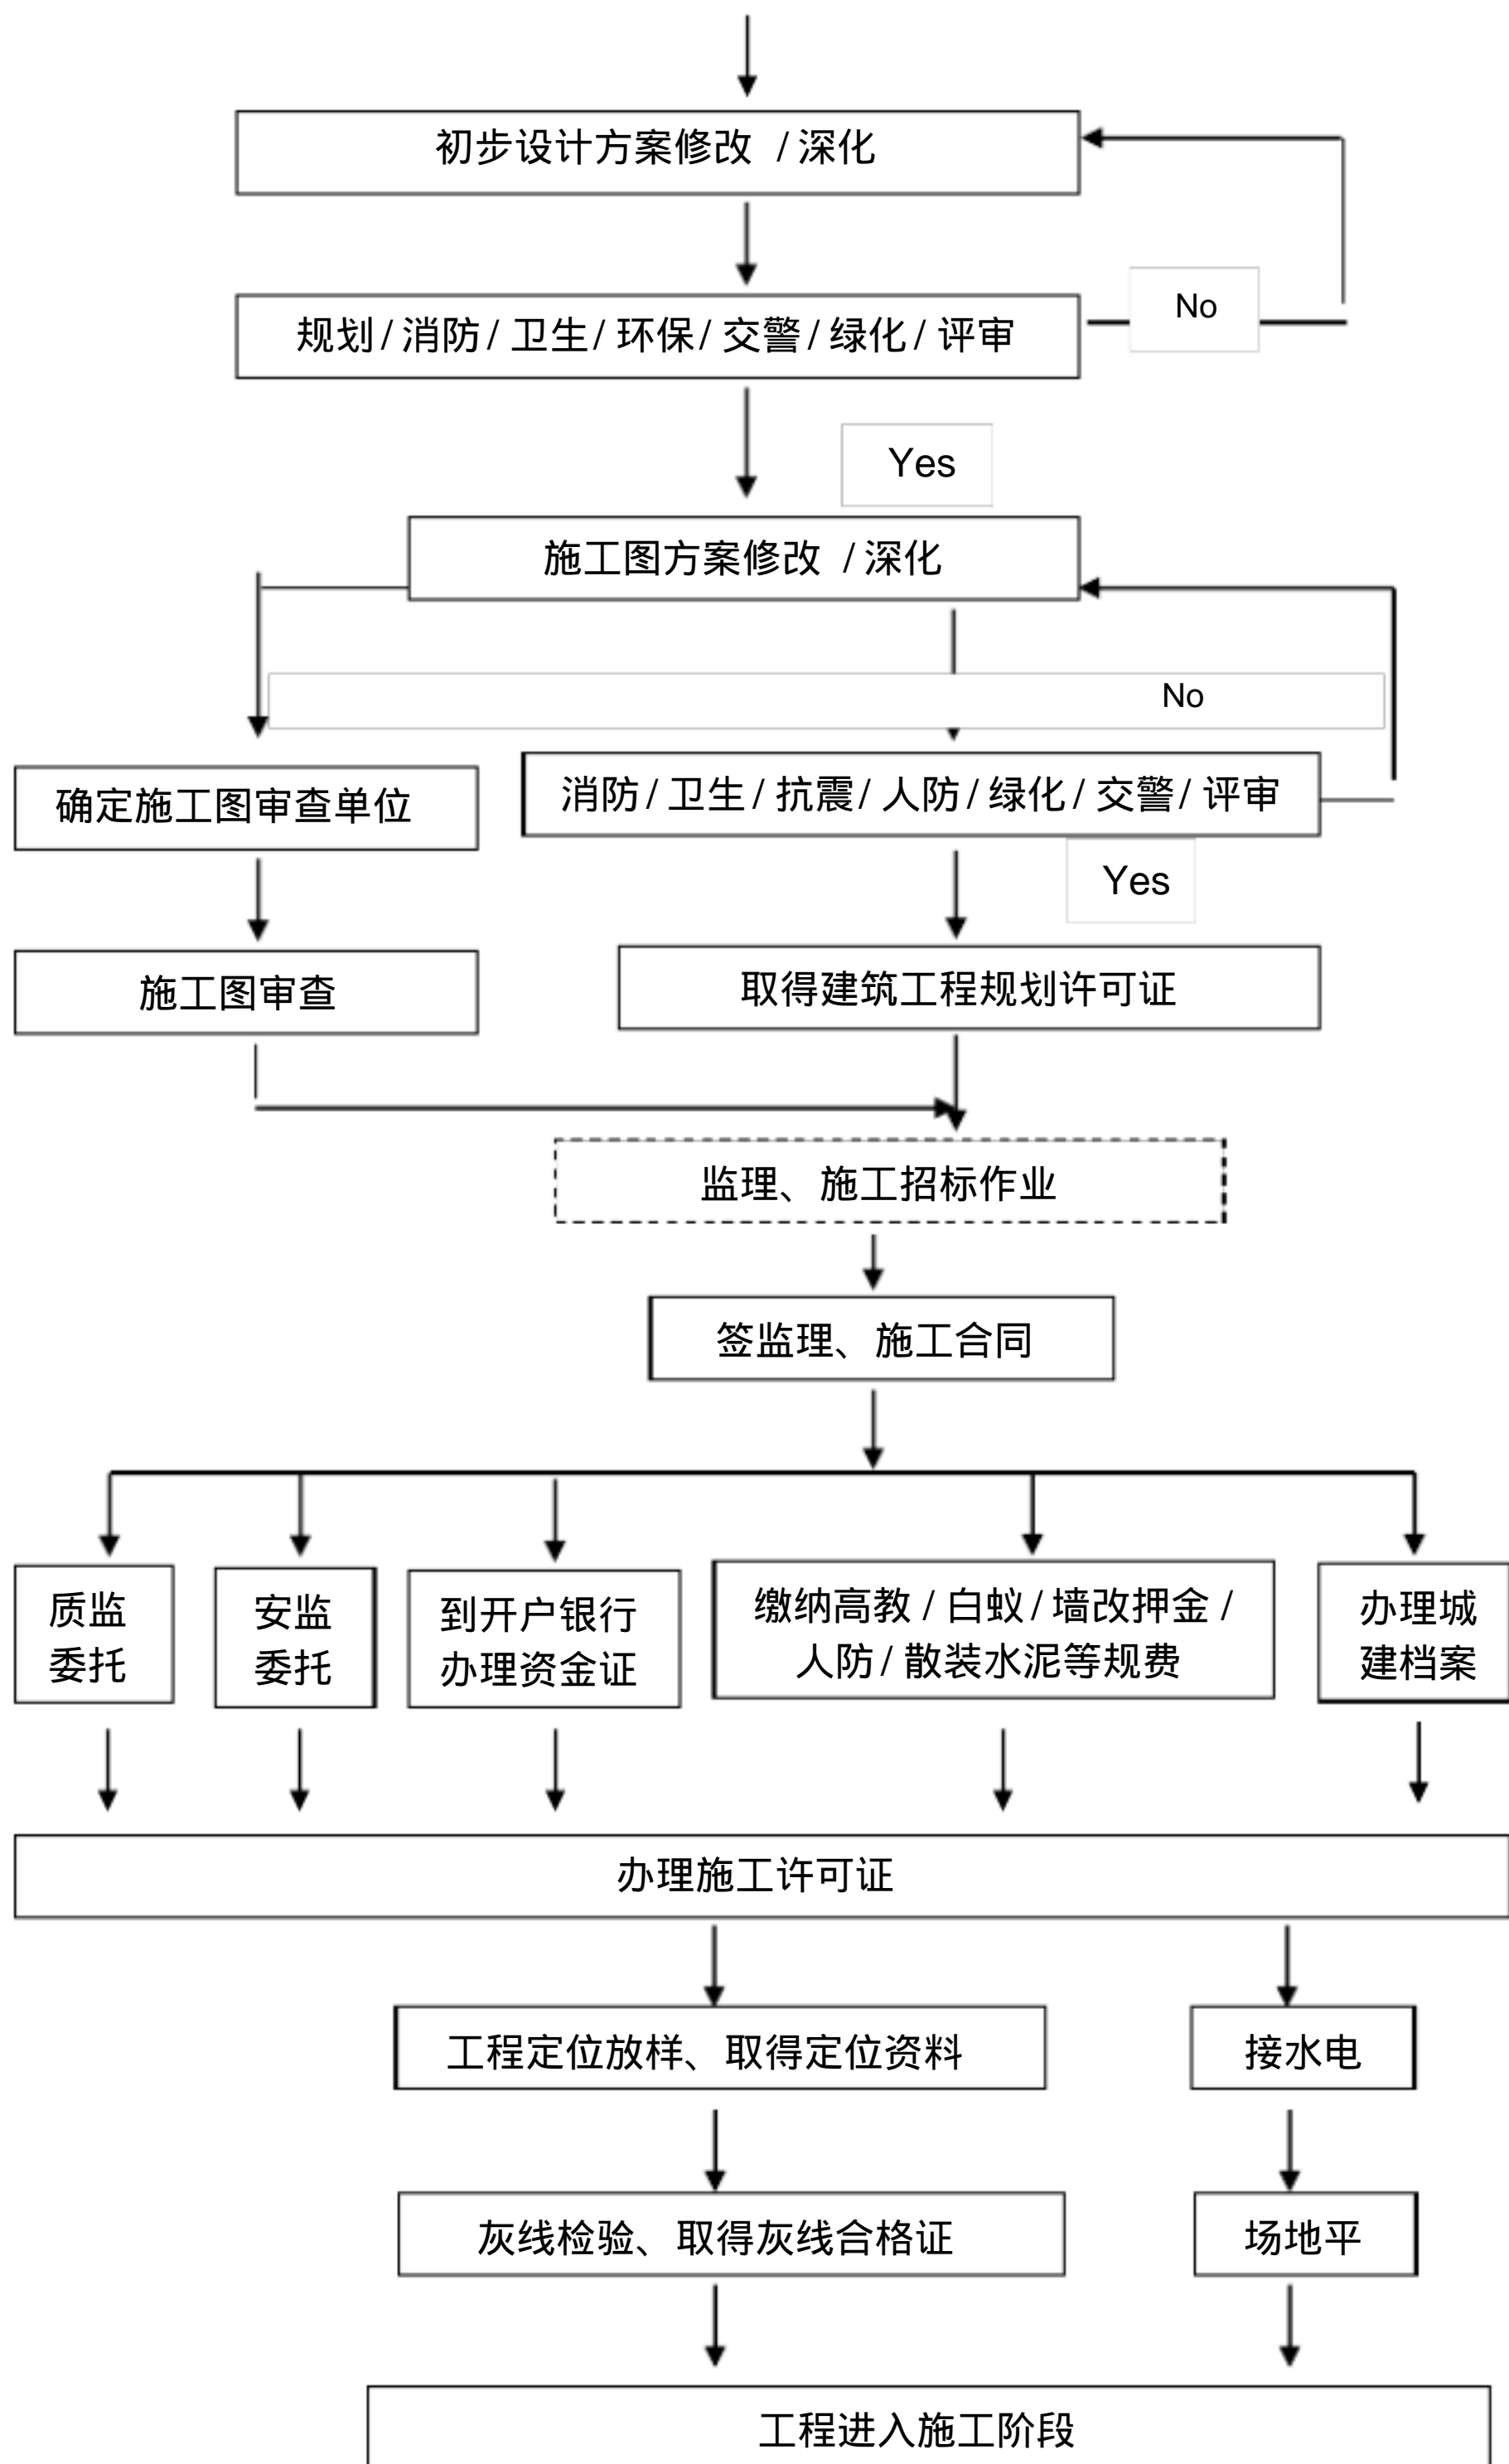 初步设计方案修改 / 深化
规划 / 消防 / 卫生 / 环保 / 交警 / 绿化 / 评审
No
Yes
施工图方案修改 / 深化
No
确定施工图审查单位
消防 / 卫生 / 抗震 / 人防 / 绿化 / 交警 / 评审
Yes
施工图审查
取得建筑工程规划许可证
监理、施工招标作业
签监理、施工合同
质监
委托
安监
委托
到开户银行
办理资金证
缴纳高教 / 白蚁 / 墙改押金 /
人防 / 散装水泥等规费
办理城
建档案
办理施工许可证
工程定位放样、取得定位资料
接水电
灰线检验、取得灰线合格证
场地平
工程进入施工阶段